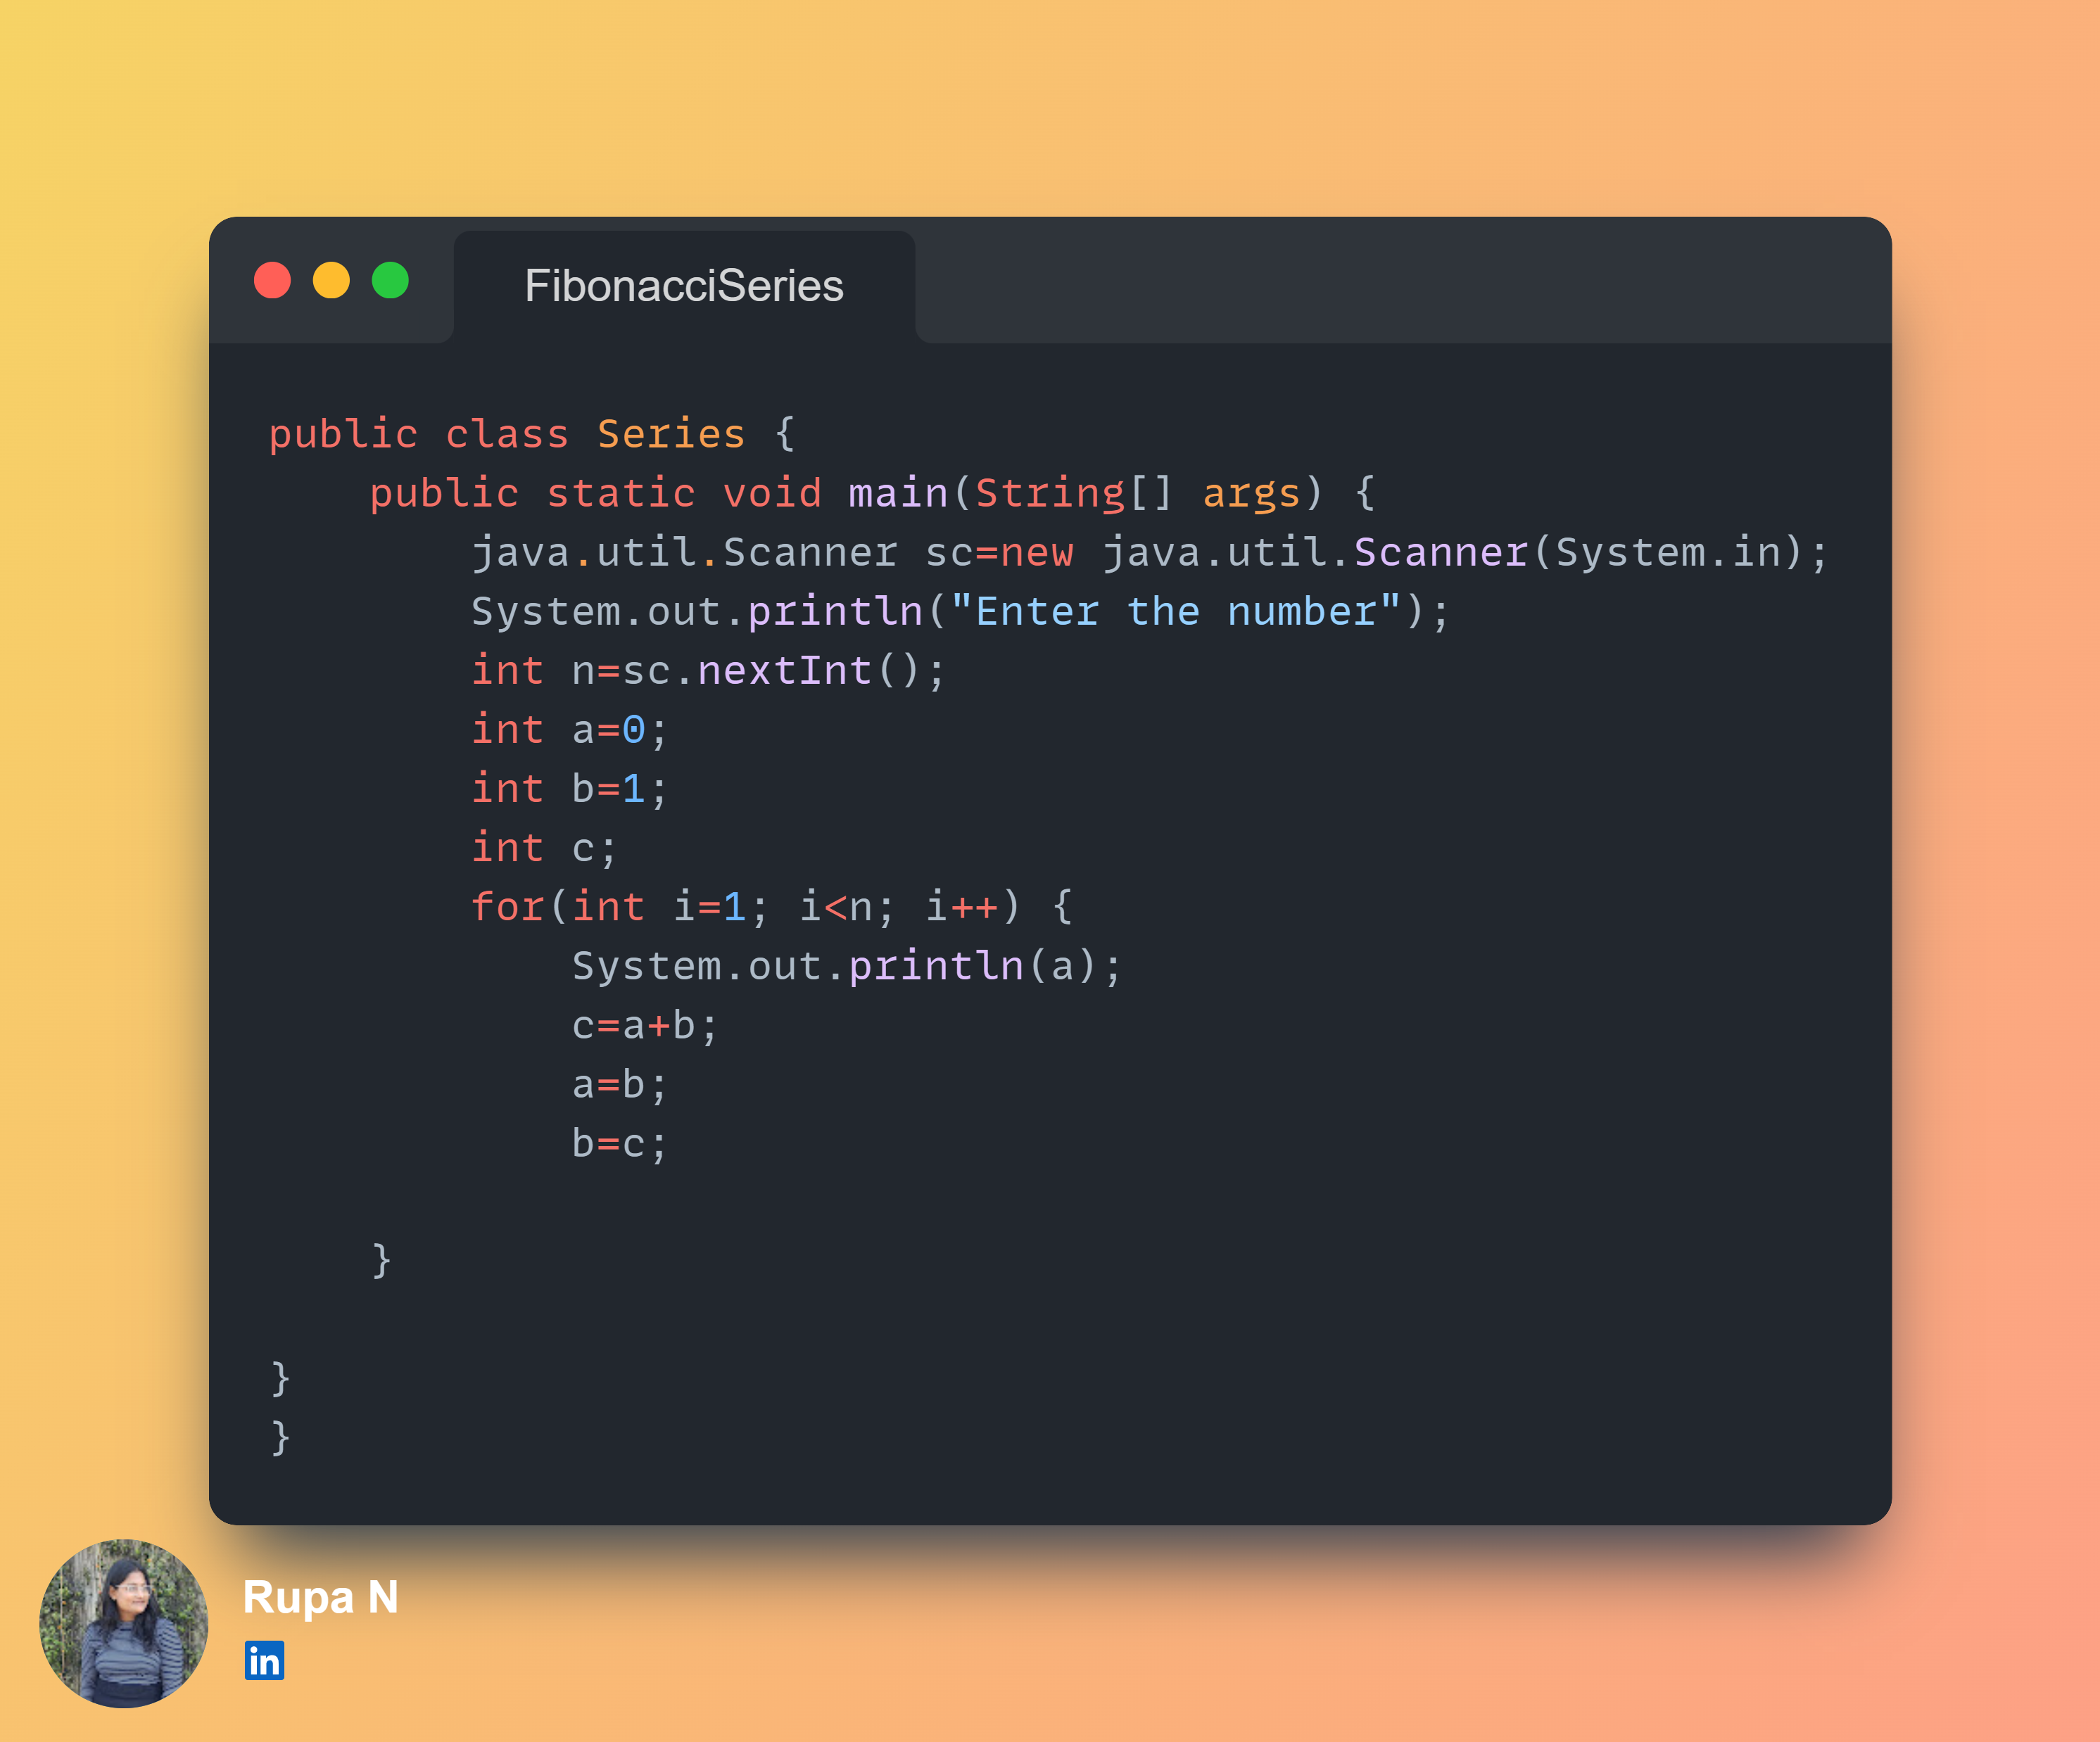 FibonacciSeries
public class Series {
    public static void main(String[] args) {
        java.util.Scanner sc=new java.util.Scanner(System.in);
        System.out.println("Enter the number");
        int n=sc.nextInt();
        int a=0;
        int b=1;
        int c;
        for(int i=1; i<n; i++) {
            System.out.println(a);
            c=a+b;
            a=b;
            b=c;
    }
}
}
Rupa N
in